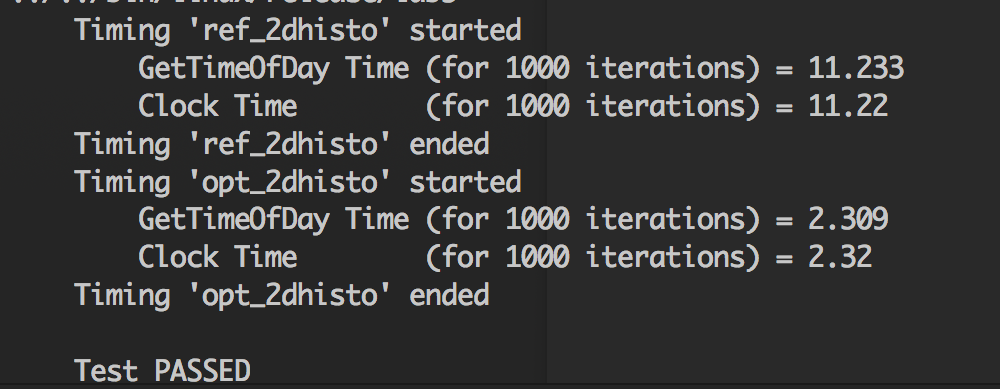 Timing 'ref_2dhisto' started
GetTimeOfDay Time (for 1000 iterations) = 11.233
Clock Time (for 1000 iterations) = 11.22
Timing 'ref_2dhisto' ended
Timing 'opt_2dhisto' started
GetTimeOfDay Time (for 1000 iterations) = 2.309
Clock Time (for 1000 iterations) = 2.32
Timing 'opt_2dhisto' ended
Test PASSED